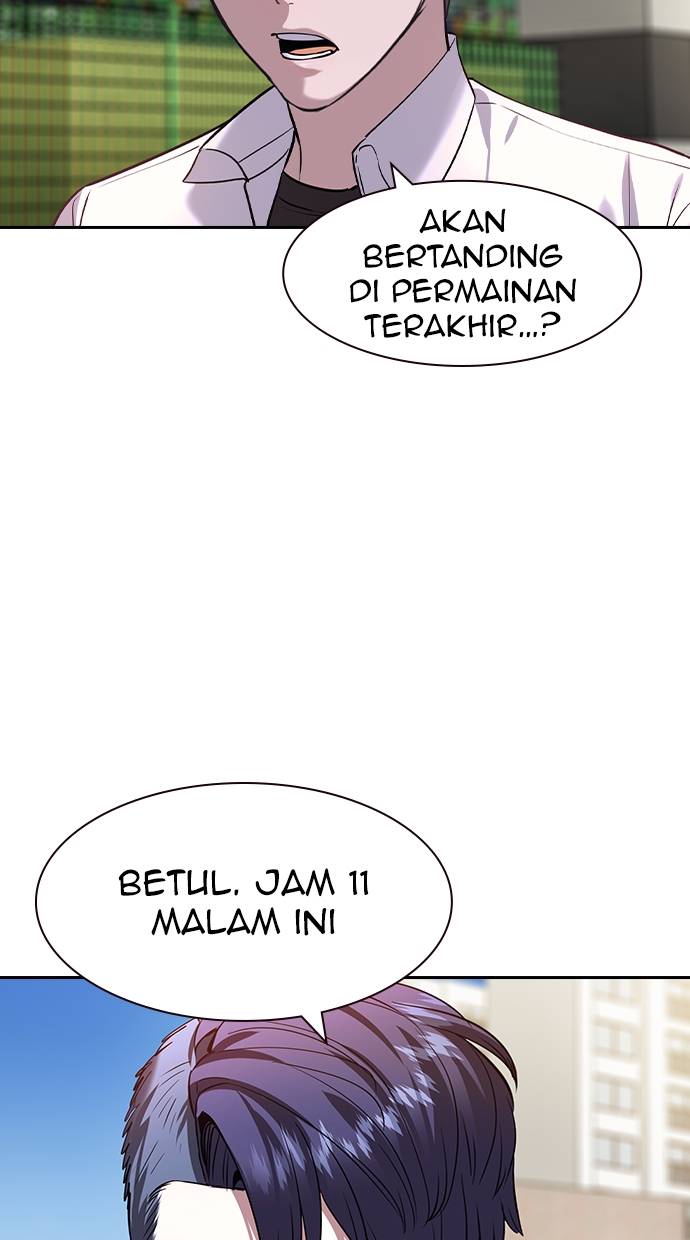 AKAN
BERTANDING
DI PERMAINAN
TERAKHIR...?
BETUL. JAM 11
MALAM INI